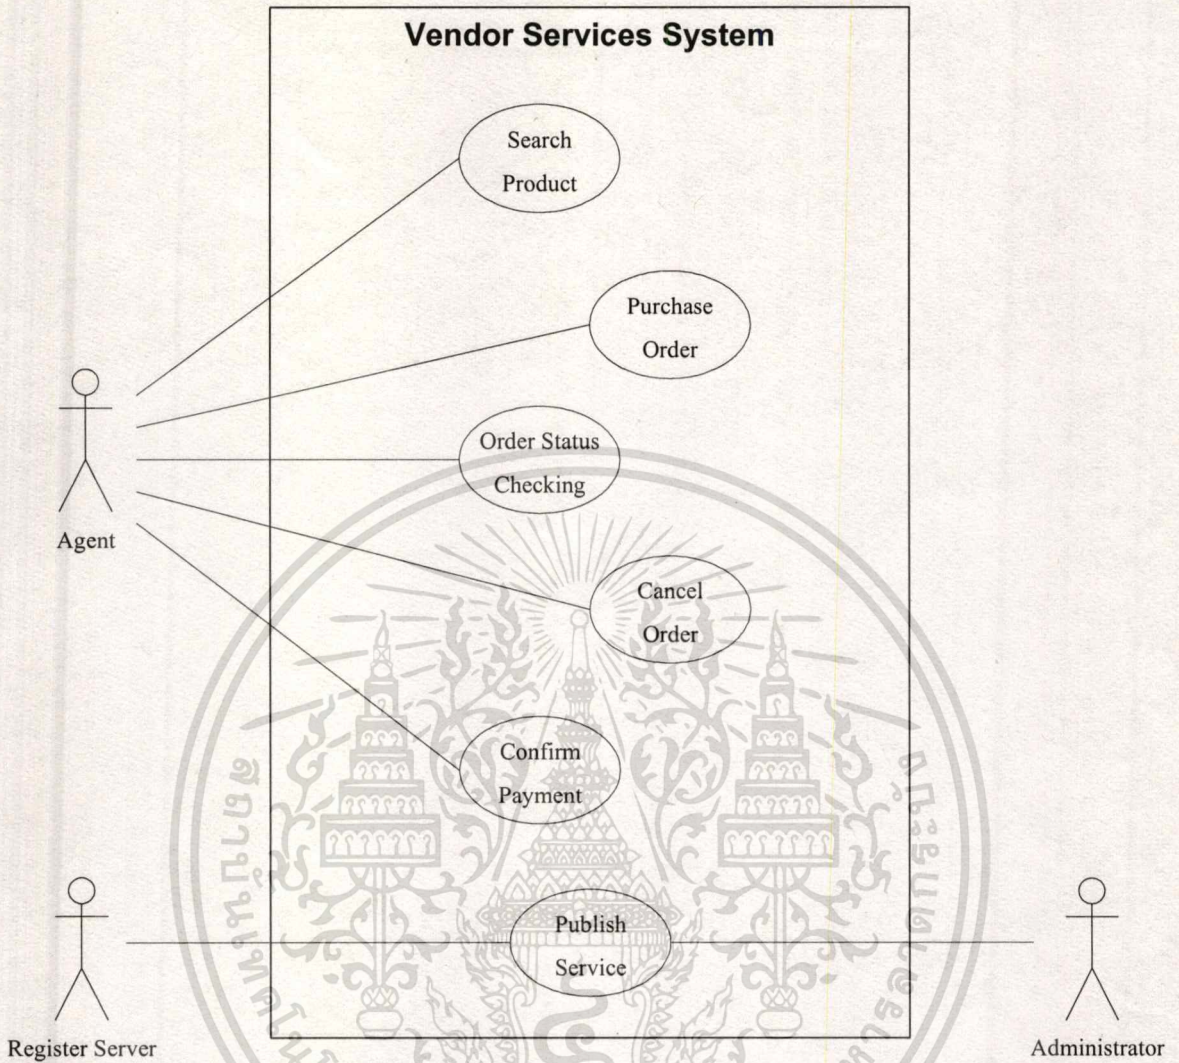 Vendor Services System
Search
Product
Purchase
Order
Order Status
Checking
Agent
Cancel
Order
Confirm
Payment
Publish
Service
Register Server
Administrator